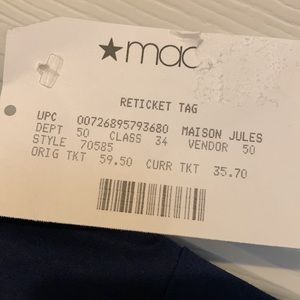 ★mac
RETICKET TAG
UPC 00726895793680 MAISON JULES
DEPT 50 CLASS 34 VENDOR 50
STYLE 70585
ORIG TKT 59.50 CURR TKT 35.70